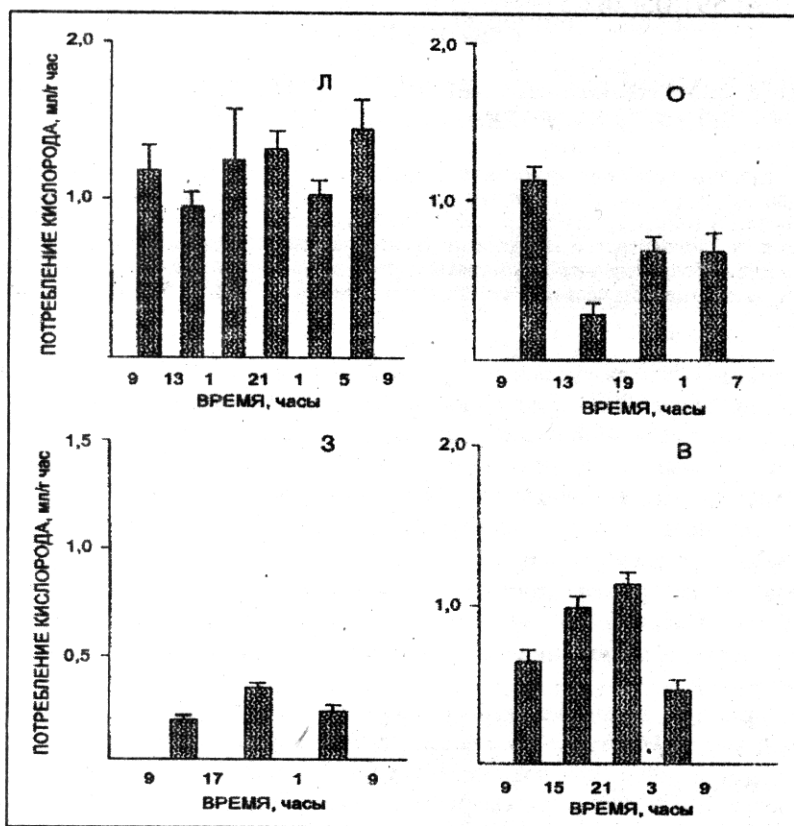 ПОТРЕБЛЕНИЕ КИСЛОРОДА, мл/г час
2,0
1,0
Л
9 13 1 21 1 5 9
ВРЕМЯ, часы
2,0
1,0
О
9 13 19 1 7
ВРЕМЯ, часы
ПОТРЕБЛЕНИЕ КИСЛОРОДА, мл/г час
1,5
1,0
0,5
З
9 17 1 9
ВРЕМЯ, часы
2,0
1,0
В
9 15 21 3 9
ВРЕМЯ, часы